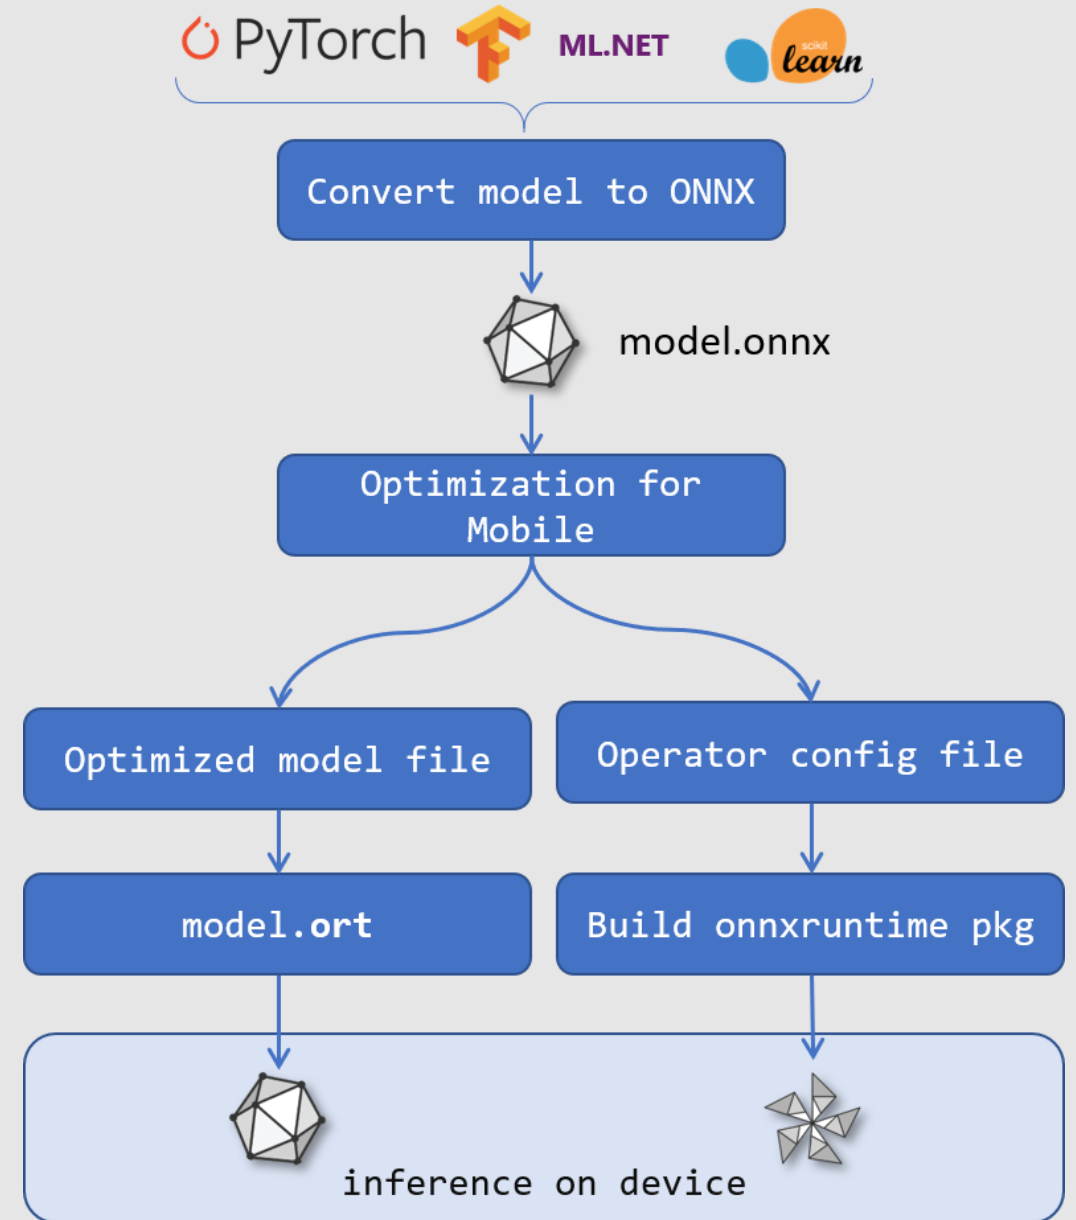 PyTorch
ML.NET
scikit
learn
Convert model to ONNX
model.onnx
Optimization for
Mobile
Optimized model file
Operator config file
model.ort
Build onnxruntime pkg
inference on device